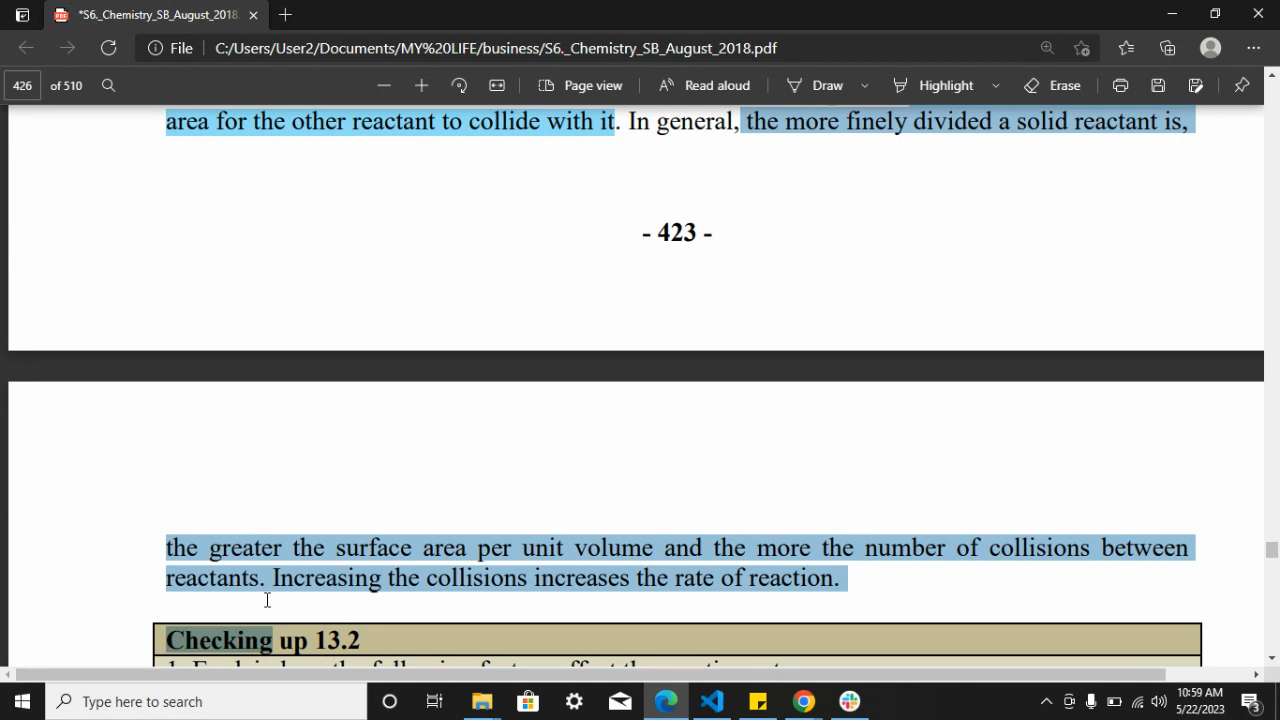 *S6._Chemistry_SB_August_2018.
File C:/Users/User2/Documents/MY%20LIFE/business/S6._Chemistry_SB_August_2018.pdf
426 of 510 Page view Read aloud Draw Highlight Erase
area for the other reactant to collide with it. In general, the more finely divided a solid reactant is,
- 423 -
the greater the surface area per unit volume and the more the number of collisions between
reactants. Increasing the collisions increases the rate of reaction.
Checking up 13.2
Type here to search
10:59 AM
5/22/2023
3